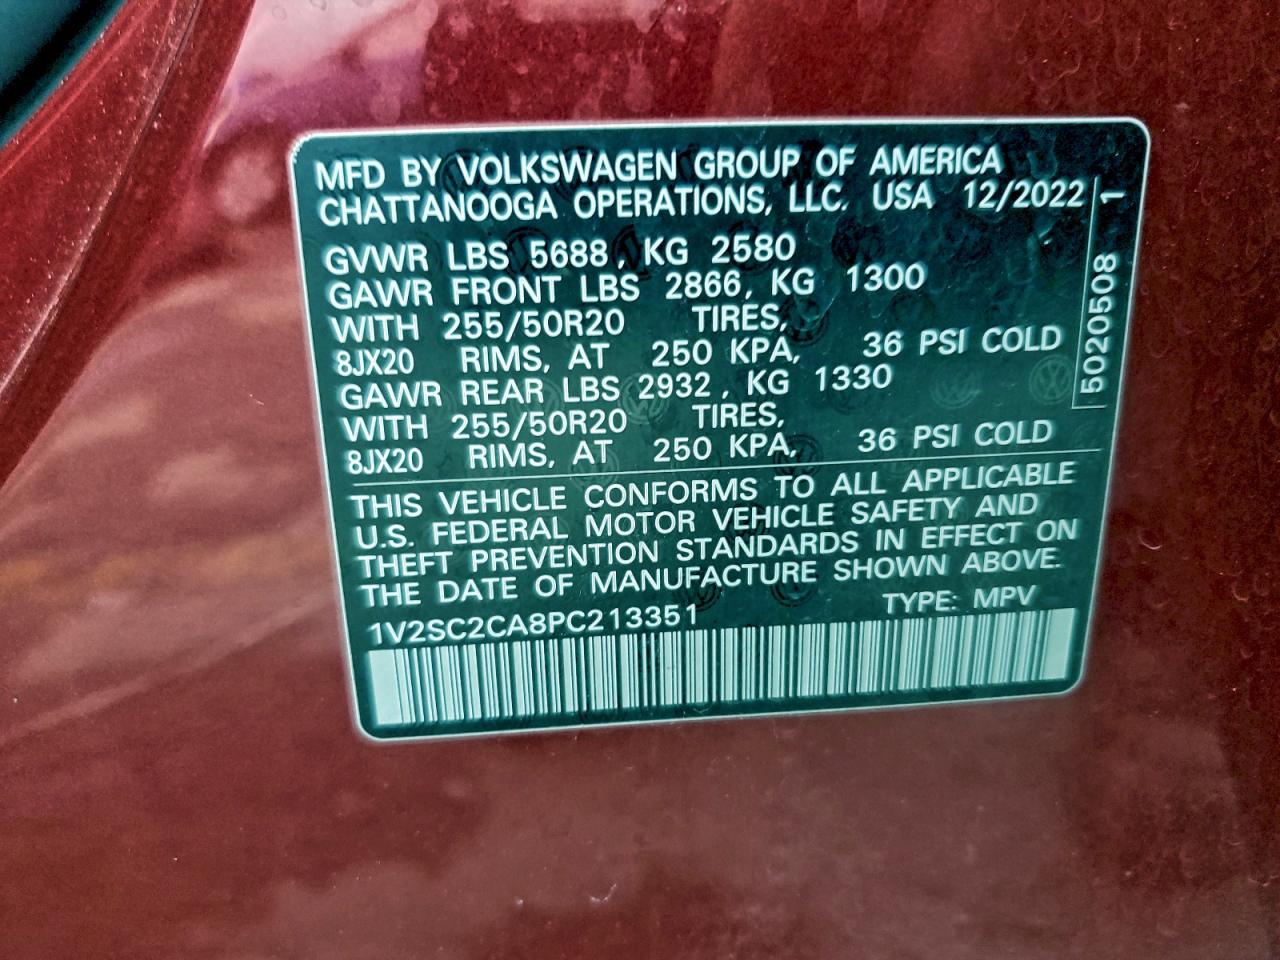 MFD BY VOLKSWAGEN GROUP OF AMERICA
CHATTANOOGA OPERATIONS, LLC. USA 12/2022
GVWR LBS 5688, KG 2580
GAWR FRONT LBS 2866, KG 1300
WITH 255/50R20 TIRES,
8JX20 RIMS, AT 250 KPA, 36 PSI COLD
GAWR REAR LBS 2932, KG 1330
WITH 255/50R20 TIRES,
8JX20 RIMS, AT 250 KPA, 36 PSI COLD
5020508 1
THIS VEHICLE CONFORMS TO ALL APPLICABLE
U.S. FEDERAL MOTOR VEHICLE SAFETY AND
THEFT PREVENTION STANDARDS IN EFFECT ON
THE DATE OF MANUFACTURE SHOWN ABOVE.
1V2SC2CA8PC213351 TYPE: MPV